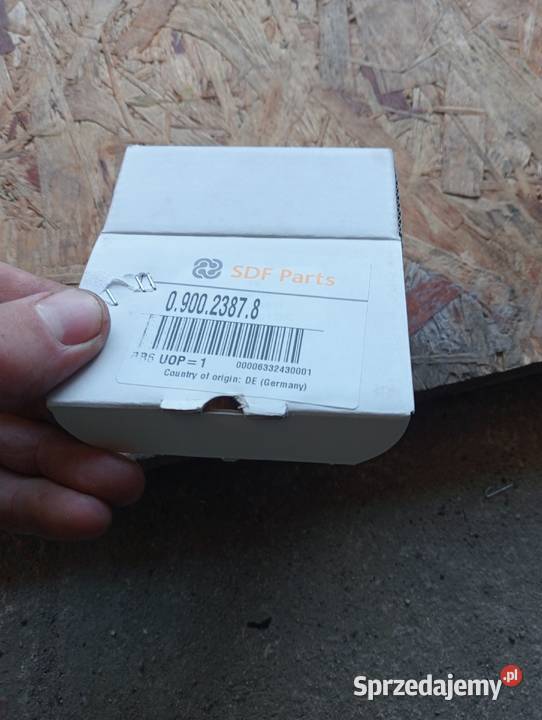 SDF Parts
0.900.2387.8
UOP = 1
00006332430001
Country of origin: DE (Germany)
Sprzedajemy.pl